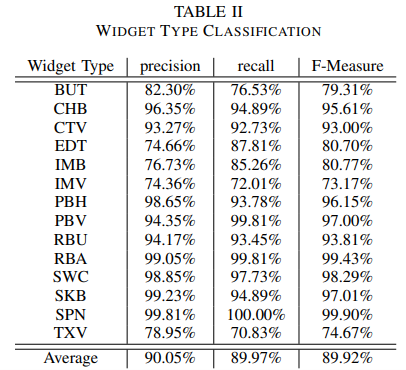 TABLE II
WIDGET TYPE CLASSIFICATION
Widget Type precision recall F-Measure
BUT 82.30% 76.53% 79.31%
CHB 96.35% 94.89% 95.61%
CTV 93.27% 92.73% 93.00%
EDT 74.66% 87.81% 80.70%
IMB 76.73% 85.26% 80.77%
IMV 74.36% 72.01% 73.17%
PBH 98.65% 93.78% 96.15%
PBV 94.35% 99.81% 97.00%
RBU 94.17% 93.45% 93.81%
RBA 99.05% 99.81% 99.43%
SWC 98.85% 97.73% 98.29%
SKB 99.23% 94.89% 97.01%
SPN 99.81% 100.00% 99.90%
TXV 78.95% 70.83% 74.67%
Average 90.05% 89.97% 89.92%